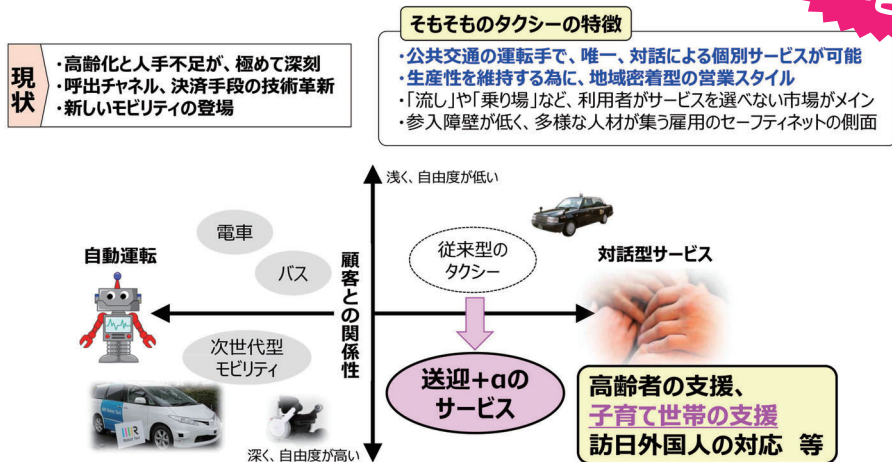 そもそものタクシーの特徴
現状
・高齢化と人手不足が、極めて深刻
・呼出チャネル、決済手段の技術革新
・新しいモビリティの登場
・公共交通の運転手で、唯一、対話による個別サービスが可能
・生産性を維持する為に、地域密着型の営業スタイル
・「流し」や「乗り場」など、利用者がサービスを選べない市場がメイン
・参入障壁が低く、多様な人材が集う雇用のセーフティネットの側面
浅く、自由度が低い
電車
バス
自動運転
顧客との関係性
従来型の
タクシー
対話型サービス
次世代型
モビリティ
送迎+αの
サービス
高齢者の支援、
子育て世帯の支援
訪日外国人の対応 等
深く、自由度が高い